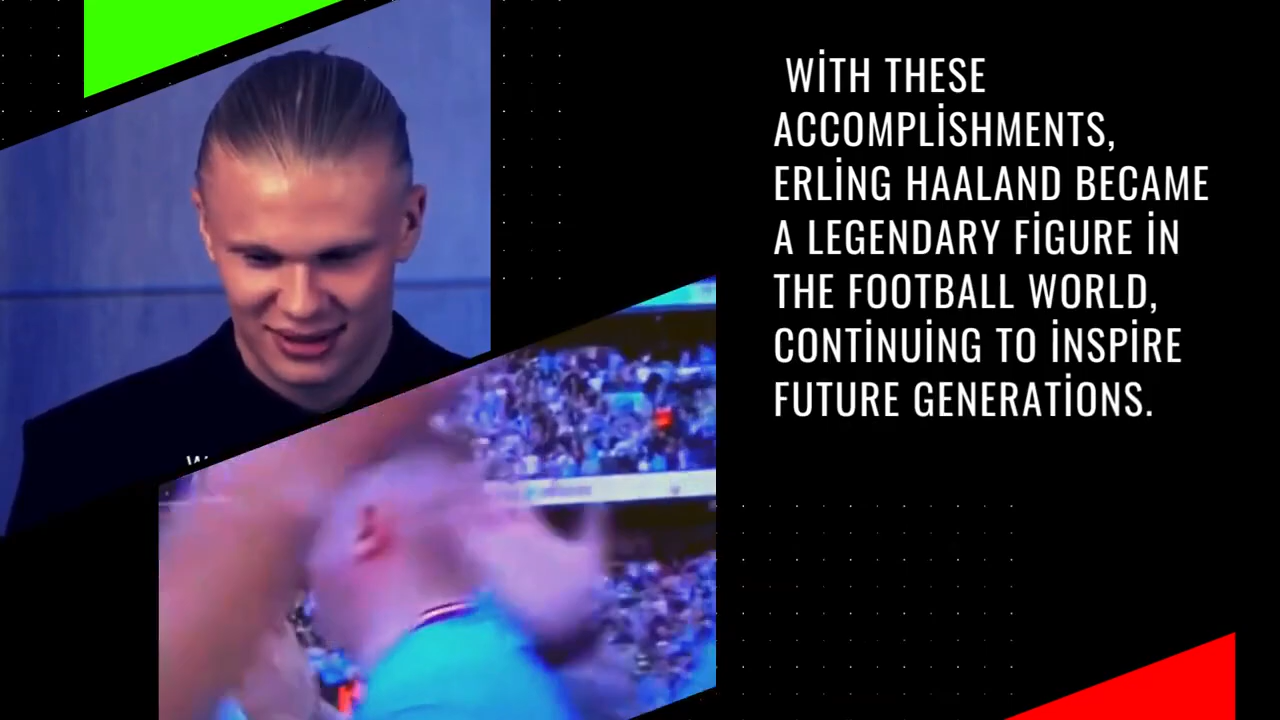 WİTH THESE
ACCOMPLİSHMENTS,
ERLİNG HAALAND BECAME
A LEGENDARY FİGURE İN
THE FOOTBALL WORLD,
CONTİNUİNG TO İNSPİRE
FUTURE GENERATİONS.